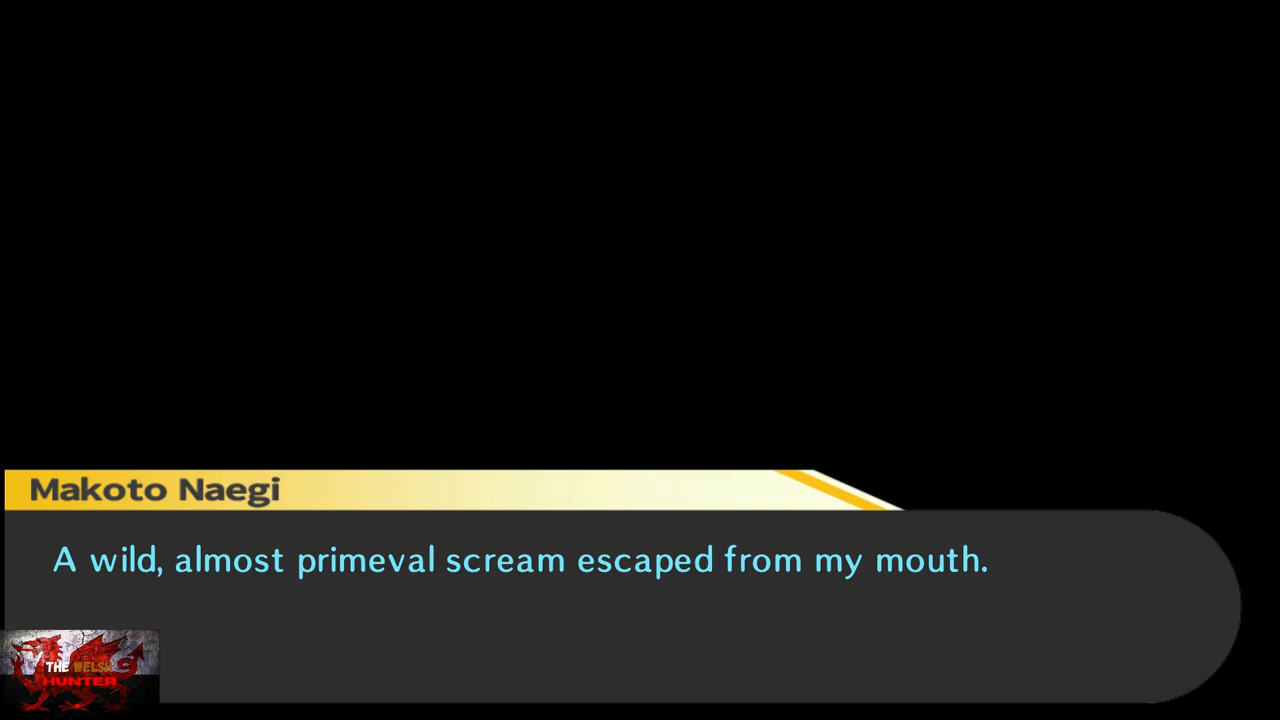 Makoto Naegi
A wild, almost primeval scream escaped from my mouth.
THE WELSH
HUNTER